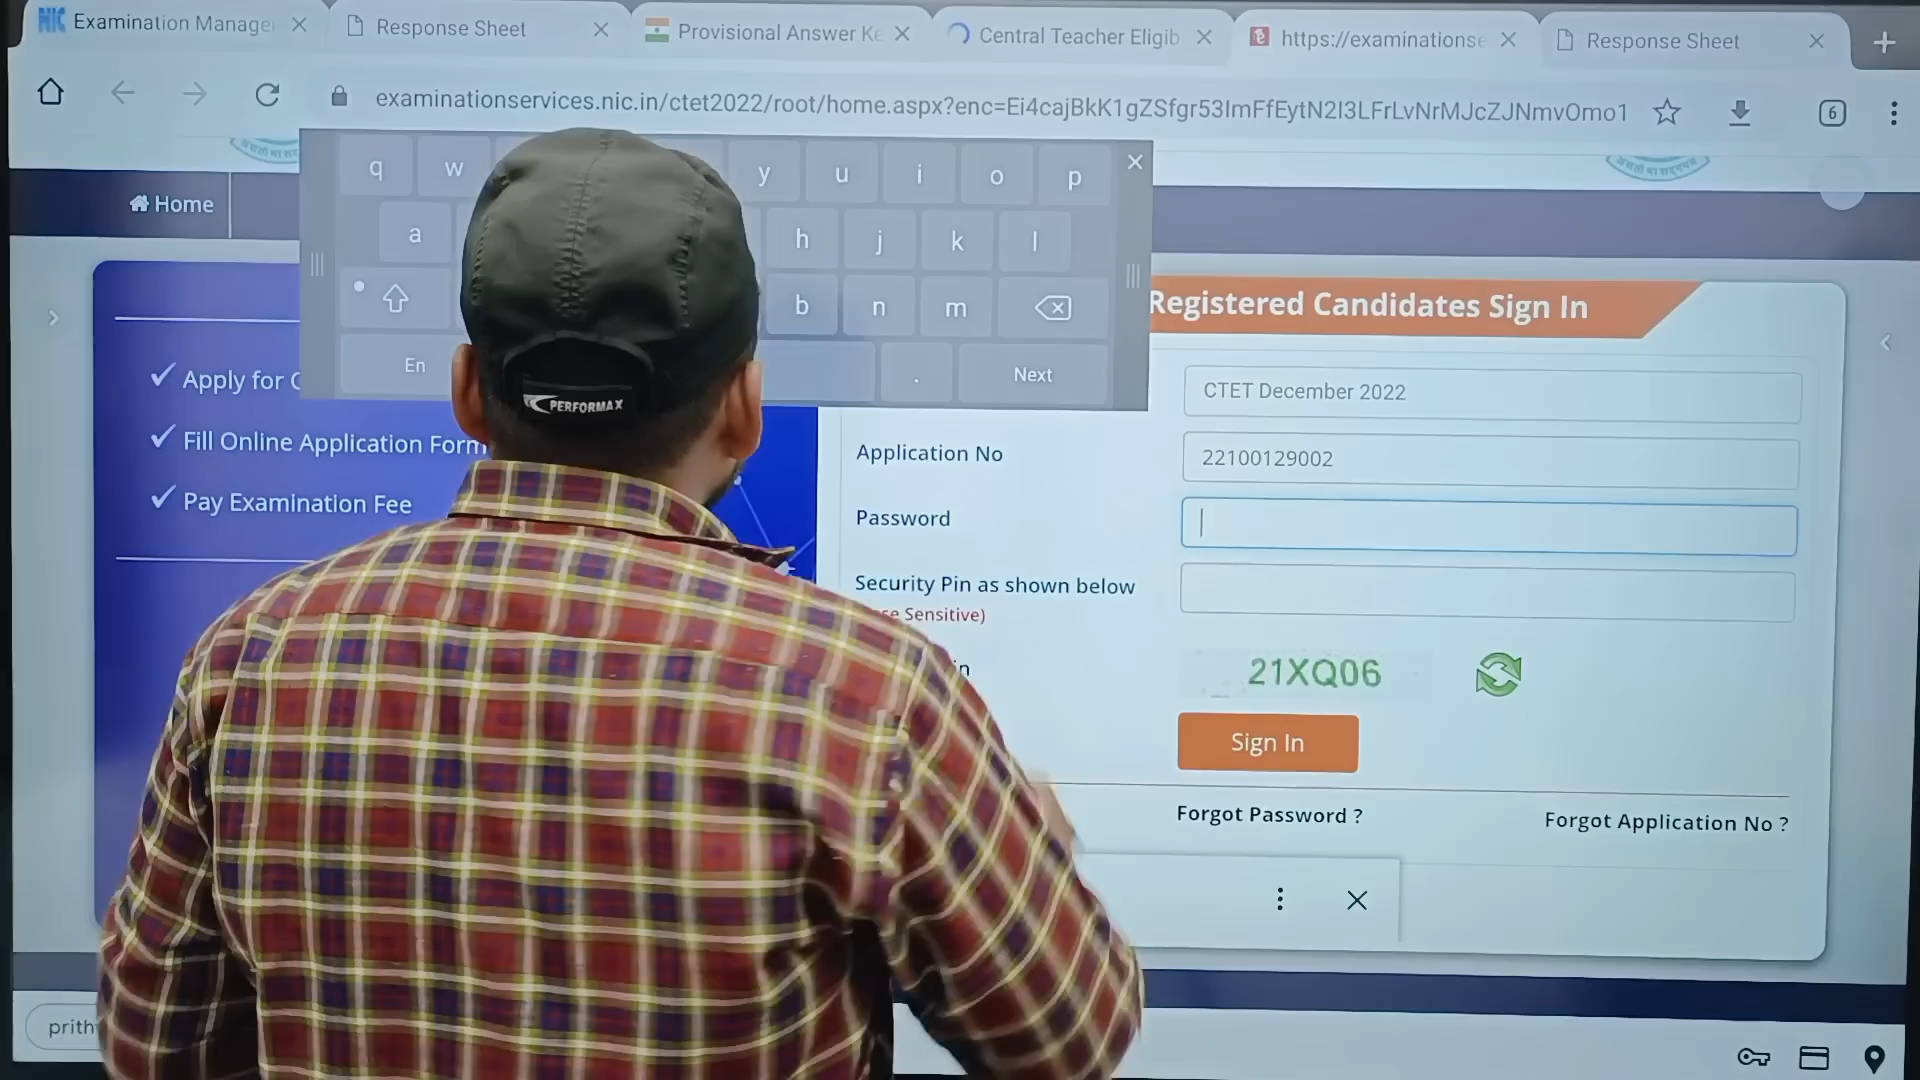 Examination Manage
Response Sheet
Provisional Answer Ke
Central Teacher Eligib
https://examinationse
Response Sheet
examinationservices.nic.in/ctet2022/root/home.aspx?enc=Ei4cajBkK1gZSfgr53ImFfEytN2I3LFrLvNrMJcZJNmvOmo1
6
q w y u i o p
a h j k l
b n m
En . Next
Home
Registered Candidates Sign In
Apply for C
Fill Online Application Form
Pay Examination Fee
CTET December 2022
Application No
22100129002
Password
Security Pin as shown below
Sensitive)
21XQ06
Sign In
Forgot Password ?
Forgot Application No ?
PERFORMAX
prith